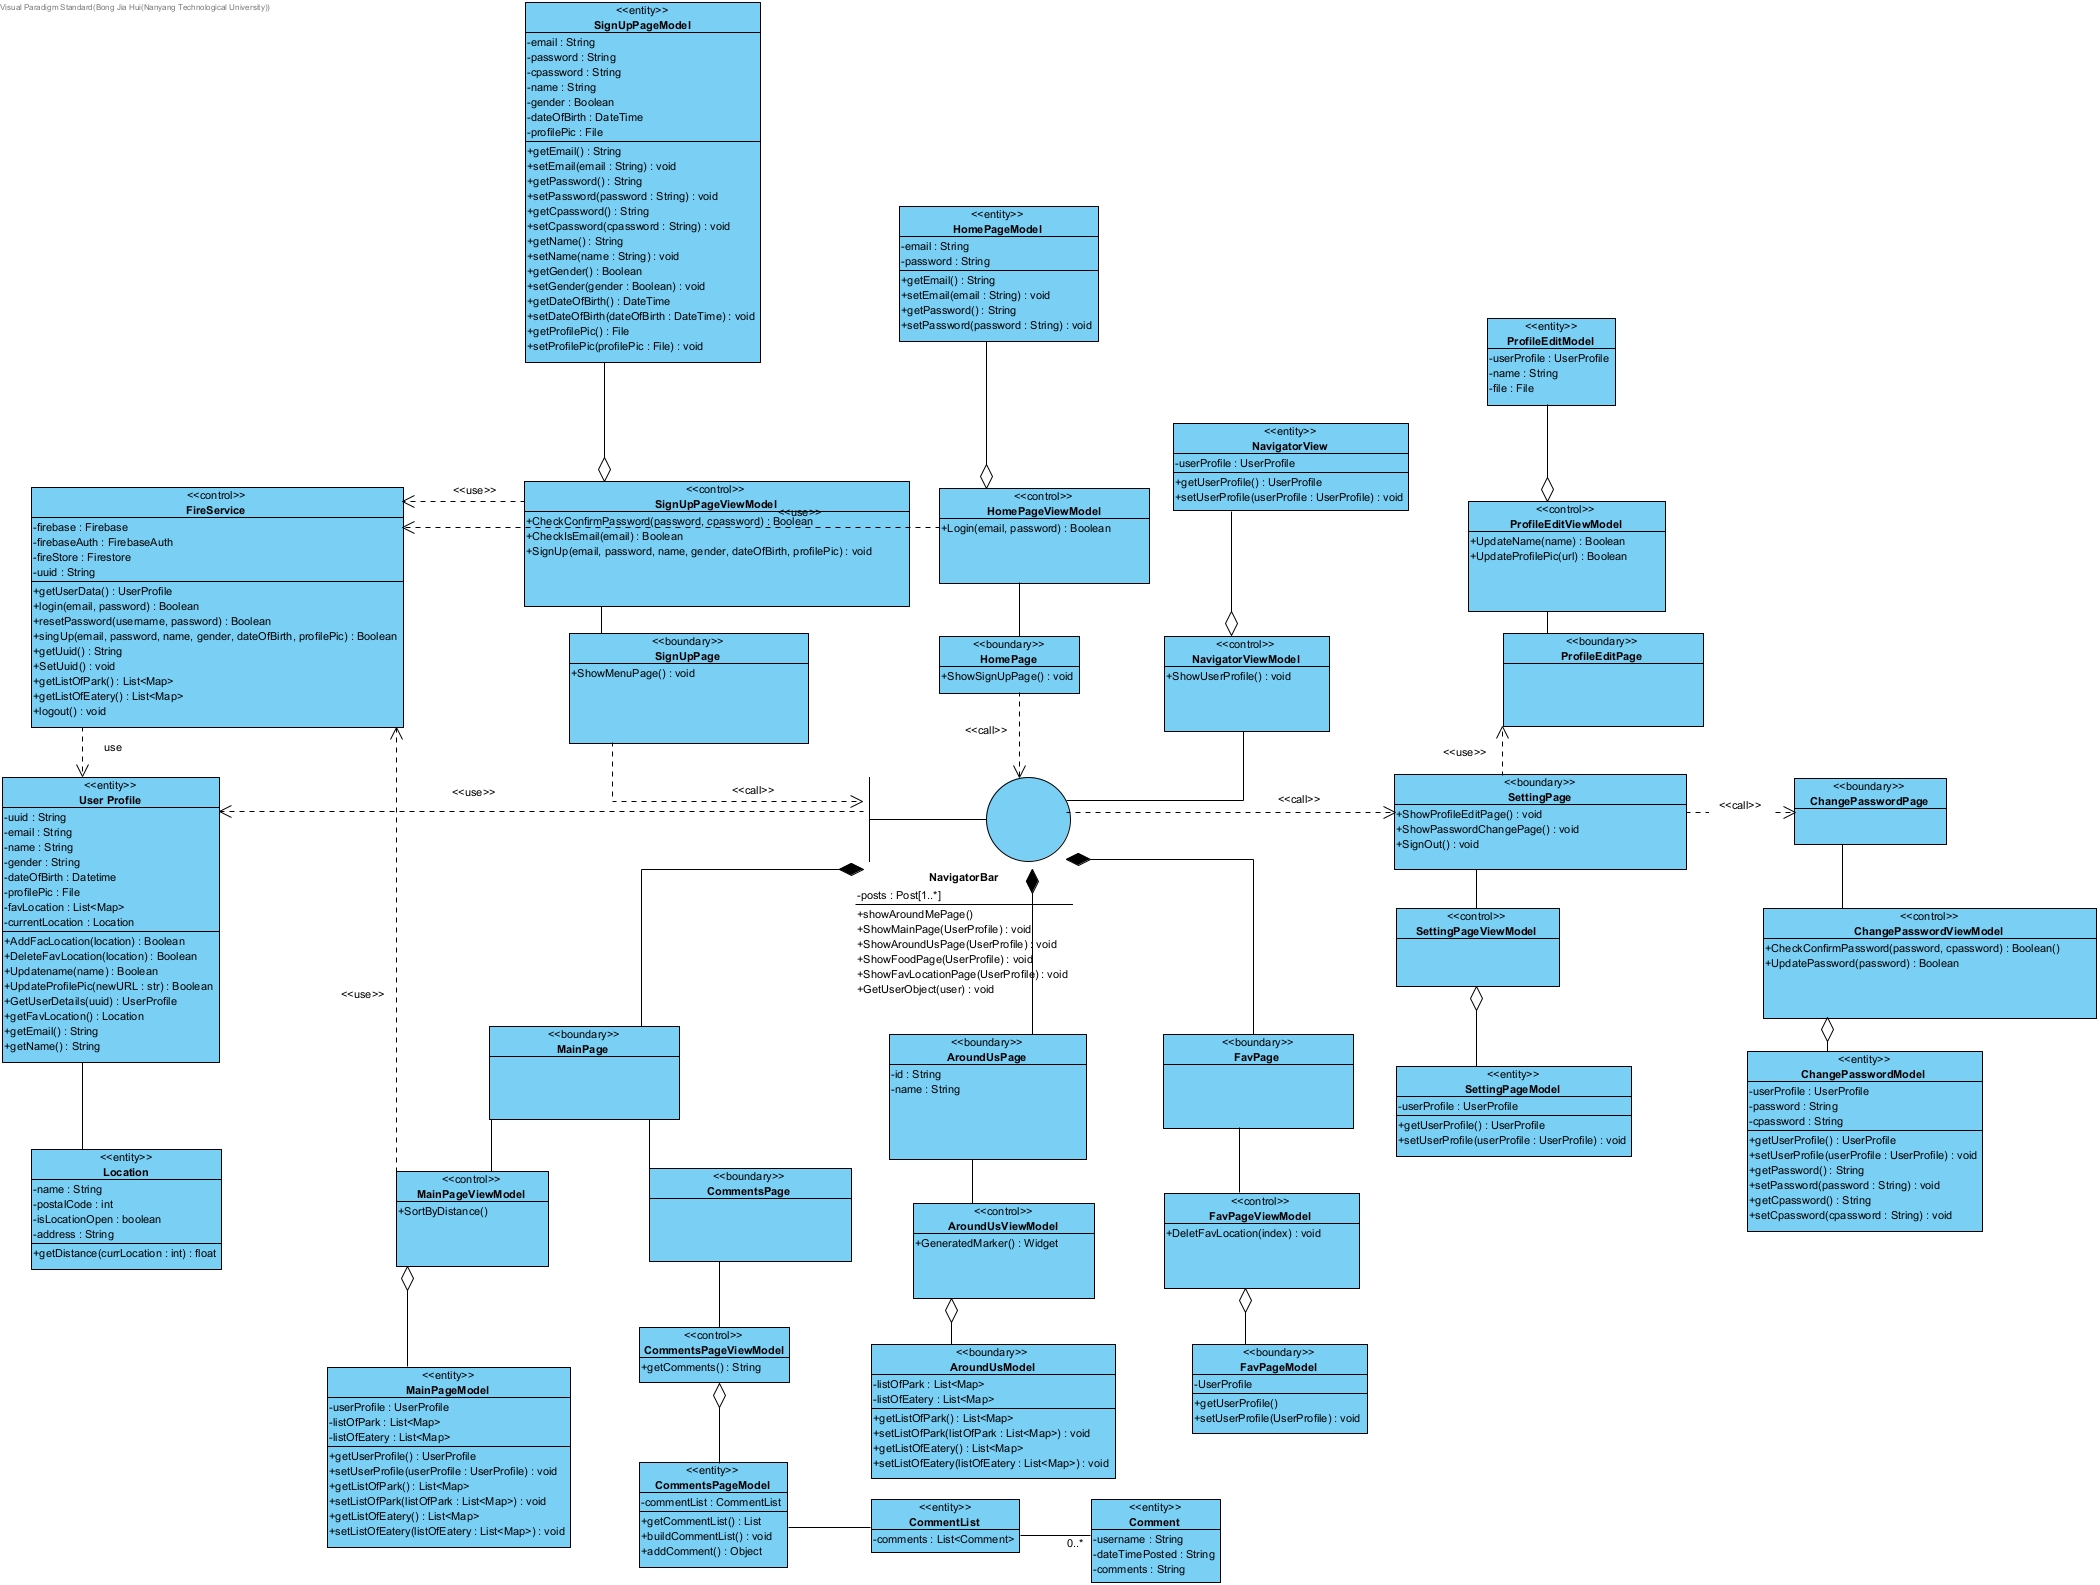 Visual Paradigm Standard(Bong Jia Hui(Nanyang Technological University))
<<entity>>
SignUpPageModel
-email : String
-password : String
-cpassword : String
-name : String
-gender : Boolean
-dateOfBirth : DateTime
-profilePic : File
+getEmail() : String
+setEmail(email : String) : void
+getPassword() : String
+setPassword(password : String) : void
+getCpassword() : String
+setCpassword(cpassword : String) : void
+getName() : String
+setName(name : String) : void
+getGender() : Boolean
+setGender(gender : Boolean) : void
+getDateOfBirth() : DateTime
+setDateOfBirth(dateOfBirth : DateTime) : void
+getProfilePic() : File
+setProfilePic(profilePic : File) : void
<<entity>>
HomePageModel
-email : String
-password : String
+getEmail() : String
+setEmail(email : String) : void
+getPassword() : String
+setPassword(password : String) : void
<<entity>>
ProfileEditModel
-userProfile : UserProfile
-name : String
-file : File
<<entity>>
NavigatorView
-userProfile : UserProfile
+getUserProfile() : UserProfile
+setUserProfile(userProfile : UserProfile) : void
<<control>>
FireService
-firebase : Firebase
-firebaseAuth : FirebaseAuth
-fireStore : Firestore
-uuid : String
+getUserData() : UserProfile
+login(email, password) : Boolean
+resetPassword(username, password) : Boolean
+singUp(email, password, name, gender, dateOfBirth, profilePic) : Boolean
+getUuid() : String
+SetUuid() : void
+getListOfPark() : List<Map>
+getListOfEatery() : List<Map>
+logout() : void
<<use>>
<<control>>
SignUpPageViewModel
+CheckConfirmPassword(password, cpassword) : Boolean
+CheckIsEmail(email) : Boolean
+SignUp(email, password, name, gender, dateOfBirth, profilePic) : void
<<use>>
<<control>>
HomePageViewModel
+Login(email, password) : Boolean
<<control>>
ProfileEditViewModel
+UpdateName(name) : Boolean
+UpdateProfilePic(url) : Boolean
<<boundary>>
SignUpPage
+ShowMenuPage() : void
<<boundary>>
HomePage
+ShowSignUpPage() : void
<<control>>
NavigatorViewModel
+ShowUserProfile() : void
<<boundary>>
ProfileEditPage
use
<<call>>
<<use>>
<<entity>>
User Profile
-uuid : String
-email : String
-name : String
-gender : String
-dateOfBirth : Datetime
-profilePic : File
-favLocation : List<Map>
-currentLocation : Location
+AddFacLocation(location) : Boolean
+DeleteFavLocation(location) : Boolean
+Updatename(name) : Boolean
+UpdateProfilePic(newURL : str) : Boolean
+GetUserDetails(uuid) : UserProfile
+getFavLocation() : Location
+getEmail() : String
+getName() : String
<<use>>
<<call>>
<<call>>
<<boundary>>
SettingPage
+ShowProfileEditPage() : void
+ShowPasswordChangePage() : void
+SignOut() : void
<<call>>
<<boundary>>
ChangePasswordPage
NavigatorBar
-posts : Post[1..*]
+showAroundMePage()
+ShowMainPage(UserProfile) : void
+ShowAroundUsPage(UserProfile) : void
+ShowFoodPage(UserProfile) : void
+ShowFavLocationPage(UserProfile) : void
+GetUserObject(user) : void
<<control>>
SettingPageViewModel
<<control>>
ChangePasswordViewModel
+CheckConfirmPassword(password, cpassword) : Boolean()
+UpdatePassword(password) : Boolean
<<use>>
<<boundary>>
MainPage
<<boundary>>
AroundUsPage
-id : String
-name : String
<<boundary>>
FavPage
<<entity>>
SettingPageModel
-userProfile : UserProfile
+getUserProfile() : UserProfile
+setUserProfile(userProfile : UserProfile) : void
<<entity>>
ChangePasswordModel
-userProfile : UserProfile
-password : String
-cpassword : String
+getUserProfile() : UserProfile
+setUserProfile(userProfile : UserProfile) : void
+getPassword() : String
+setPassword(password : String) : void
+getCpassword() : String
+setCpassword(cpassword : String) : void
<<entity>>
Location
-name : String
-postalCode : int
-isLocationOpen : boolean
-address : String
+getDistance(currLocation : int) : float
<<control>>
MainPageViewModel
+SortByDistance()
<<boundary>>
CommentsPage
<<control>>
AroundUsViewModel
+GeneratedMarker() : Widget
<<control>>
FavPageViewModel
+DeletFavLocation(index) : void
<<control>>
CommentsPageViewModel
+getComments() : String
<<boundary>>
AroundUsModel
-listOfPark : List<Map>
-listOfEatery : List<Map>
+getListOfPark() : List<Map>
+setListOfPark(listOfPark : List<Map>) : void
+getListOfEatery() : List<Map>
+setListOfEatery(listOfEatery : List<Map>) : void
<<boundary>>
FavPageModel
-UserProfile
+getUserProfile()
+setUserProfile(UserProfile) : void
<<entity>>
MainPageModel
-userProfile : UserProfile
-listOfPark : List<Map>
-listOfEatery : List<Map>
+getUserProfile() : UserProfile
+setUserProfile(userProfile : UserProfile) : void
+getListOfPark() : List<Map>
+setListOfPark(listOfPark : List<Map>) : void
+getListOfEatery() : List<Map>
+setListOfEatery(listOfEatery : List<Map>) : void
<<entity>>
CommentsPageModel
-commentList : CommentList
+getCommentList() : List
+buildCommentList() : void
+addComment() : Object
<<entity>>
CommentList
-comments : List<Comment>
0..*
<<entity>>
Comment
-username : String
-dateTimePosted : String
-comments : String